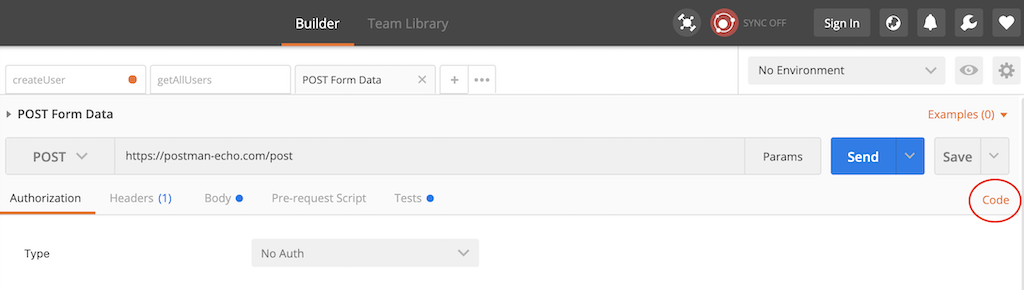 Builder Team Library SYNC OFF Sign In
createUser getAllUsers POST Form Data No Environment
POST Form Data Examples (0)
POST https://postman-echo.com/post Params Send Save
Authorization Headers (1) Body Pre-request Script Tests Code
Type No Auth